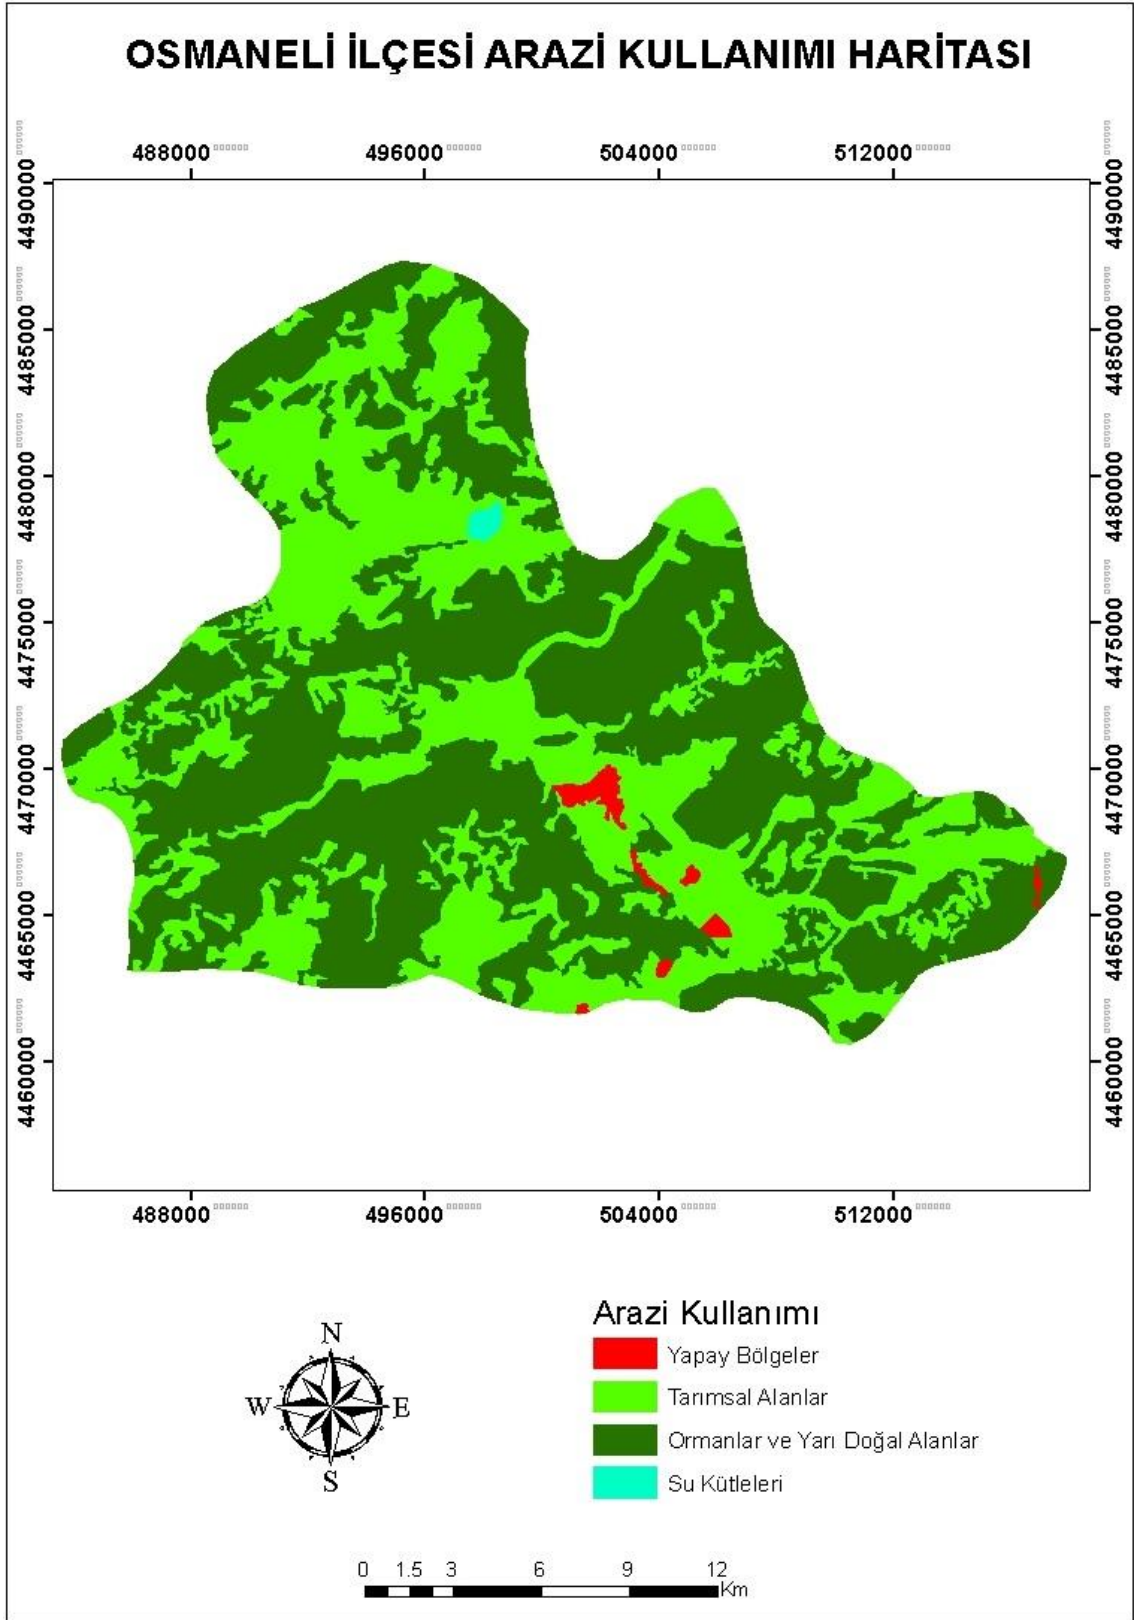 OSMANELİ İLÇESİ ARAZİ KULLANIMI HARİTASI
488000 496000 504000 512000
4490000 4490000
4485000 4485000
4480000 4480000
4475000 4475000
4470000 4470000
4465000 4465000
4460000 4460000
488000 496000 504000 512000
Arazi Kullanımı
Yapay Bölgeler
Tarımsal Alanlar
Ormanlar ve Yarı Doğal Alanlar
Su Kütleleri
N
W E
S
0 1.5 3 6 9 12
Km